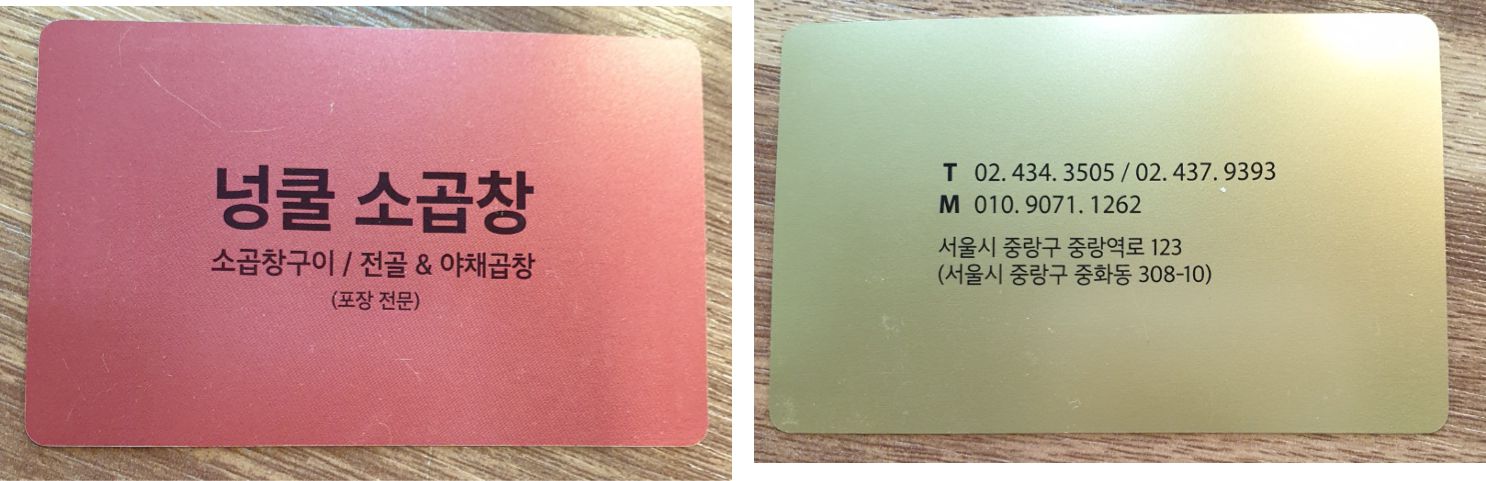 넝쿨 소곱창
소곱창구이 / 전골 & 야채곱창
(포장 전문)
T 02. 434. 3505 / 02. 437. 9393
M 010. 9071. 1262
서울시 중랑구 중랑역로 123
(서울시 중랑구 중화동 308-10)